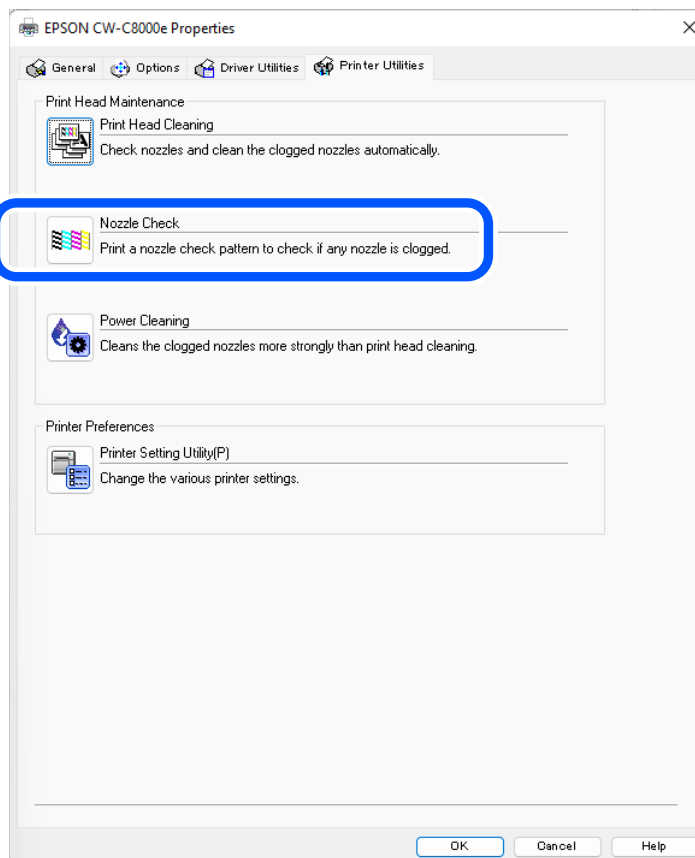 EPSON CW-C8000e Properties
General Options Driver Utilities Printer Utilities
Print Head Maintenance
Print Head Cleaning
Check nozzles and clean the clogged nozzles automatically.
Nozzle Check
Print a nozzle check pattern to check if any nozzle is clogged.
Power Cleaning
Cleans the clogged nozzles more strongly than print head cleaning.
Printer Preferences
Printer Setting Utility(P)
Change the various printer settings.
OK Cancel Help